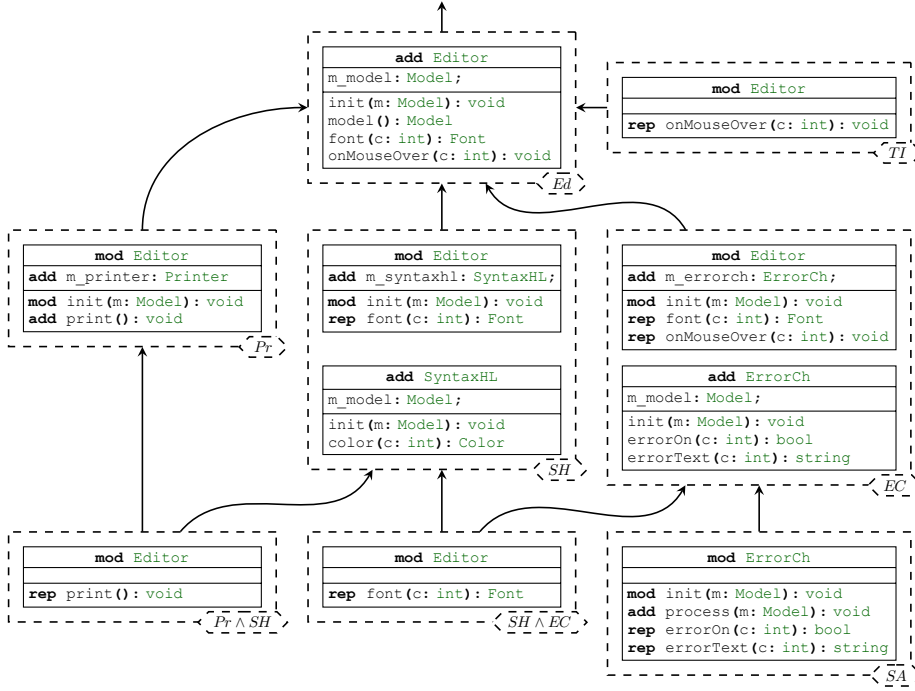 add Editor
m_model: Model;
init(m: Model): void
model(): Model
font(c: int): Font
onMouseOver(c: int): void
Ed
mod Editor
rep onMouseOver(c: int): void
TI
mod Editor
add m_printer: Printer
mod init(m: Model): void
add print(): void
Pr
mod Editor
add m_syntaxhl: SyntaxHL;
mod init(m: Model): void
rep font(c: int): Font
add SyntaxHL
m_model: Model;
init(m: Model): void
color(c: int): Color
SH
mod Editor
add m_errorch: ErrorCh;
mod init(m: Model): void
rep font(c: int): Font
rep onMouseOver(c: int): void
add ErrorCh
m_model: Model;
init(m: Model): void
errorOn(c: int): bool
errorText(c: int): string
EC
mod Editor
rep print(): void
Pr ∧ SH
mod Editor
rep font(c: int): Font
SH ∧ EC
mod ErrorCh
mod init(m: Model): void
add process(m: Model): void
rep errorOn(c: int): bool
rep errorText(c: int): string
SA